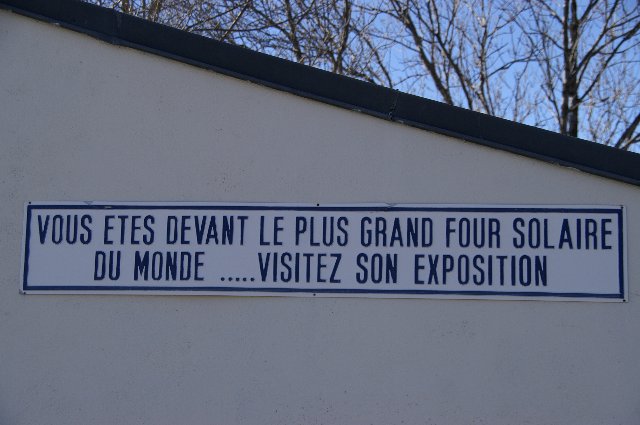 VOUS ETES DEVANT LE PLUS GRAND FOUR SOLAIRE
DU MONDE .....VISITEZ SON EXPOSITION